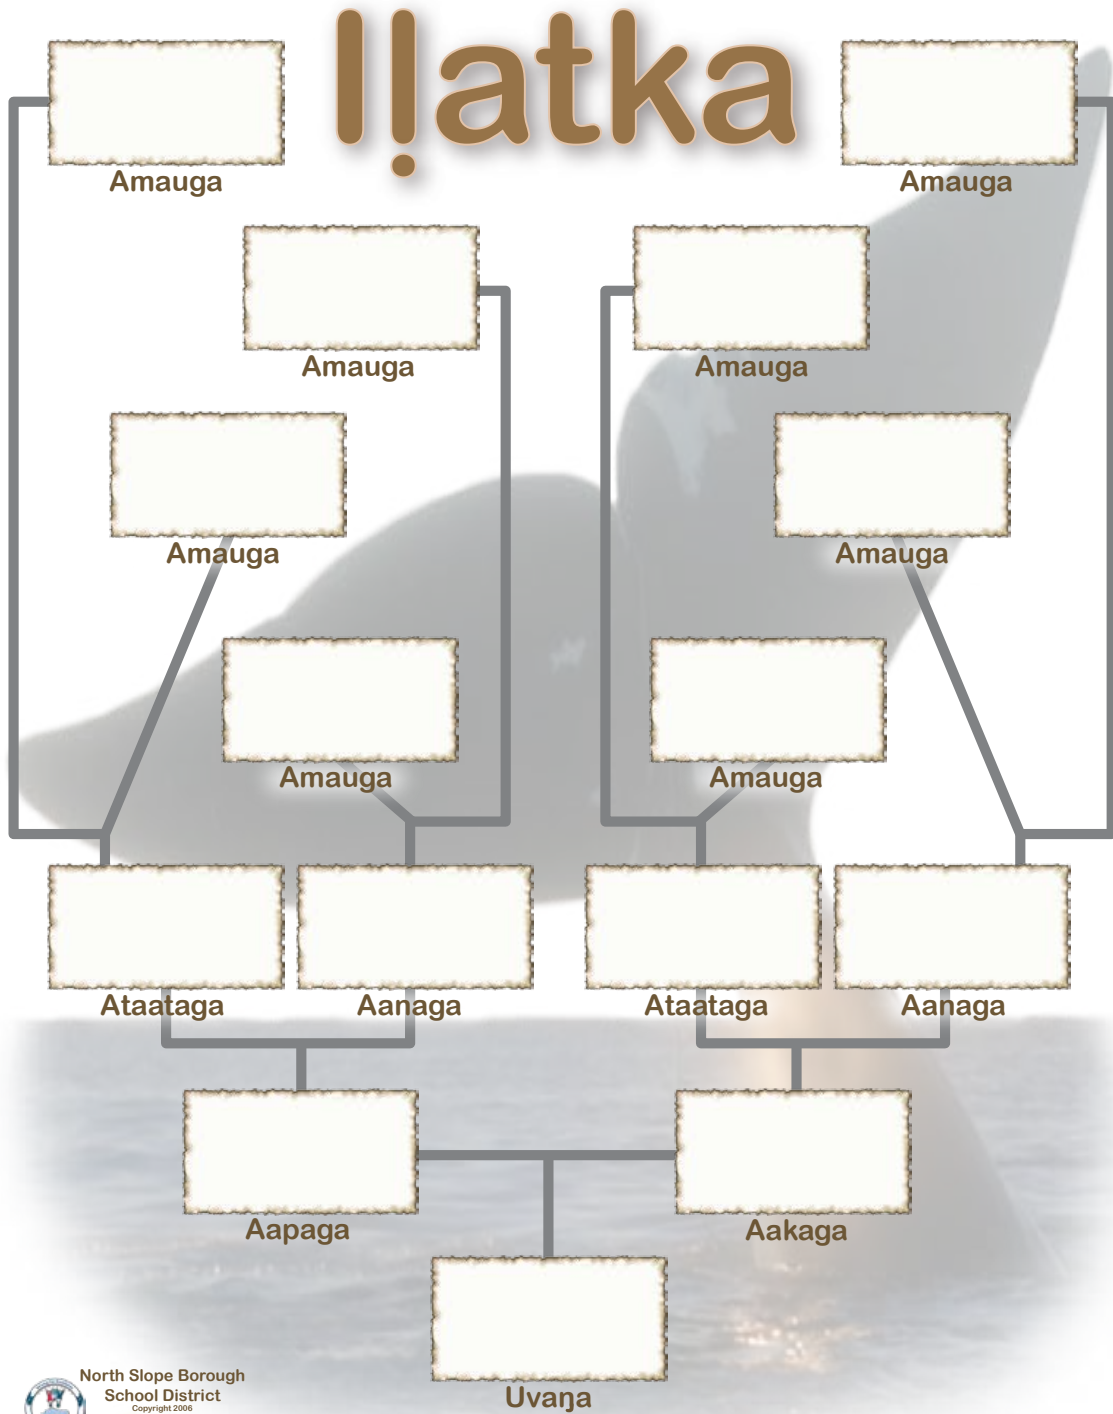 Iḷatka
Amauga
Amauga
Amauga
Amauga
Amauga
Amauga
Amauga
Amauga
Ataataga
Aanaga
Ataataga
Aanaga
Aapaga
Aakaga
Uvaŋa
North Slope Borough
School District
Copyright 2006